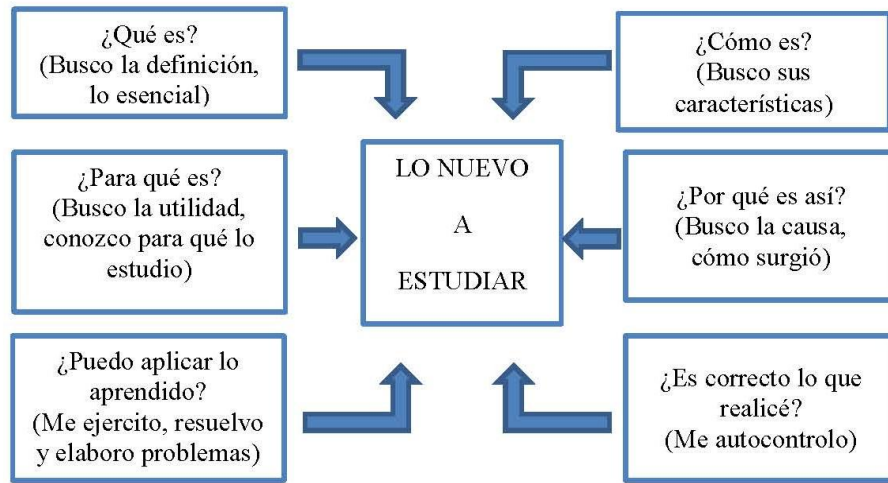 ¿Qué es?
(Busco la definición,
lo esencial)
¿Cómo es?
(Busco sus
características)
¿Para qué es?
(Busco la utilidad,
conozco para qué lo
estudio)
LO NUEVO
A
ESTUDIAR
¿Por qué es así?
(Busco la causa,
cómo surgió)
¿Puedo aplicar lo
aprendido?
(Me ejercito, resuelvo
y elaboro problemas)
¿Es correcto lo que
realicé?
(Me autocontrolo)